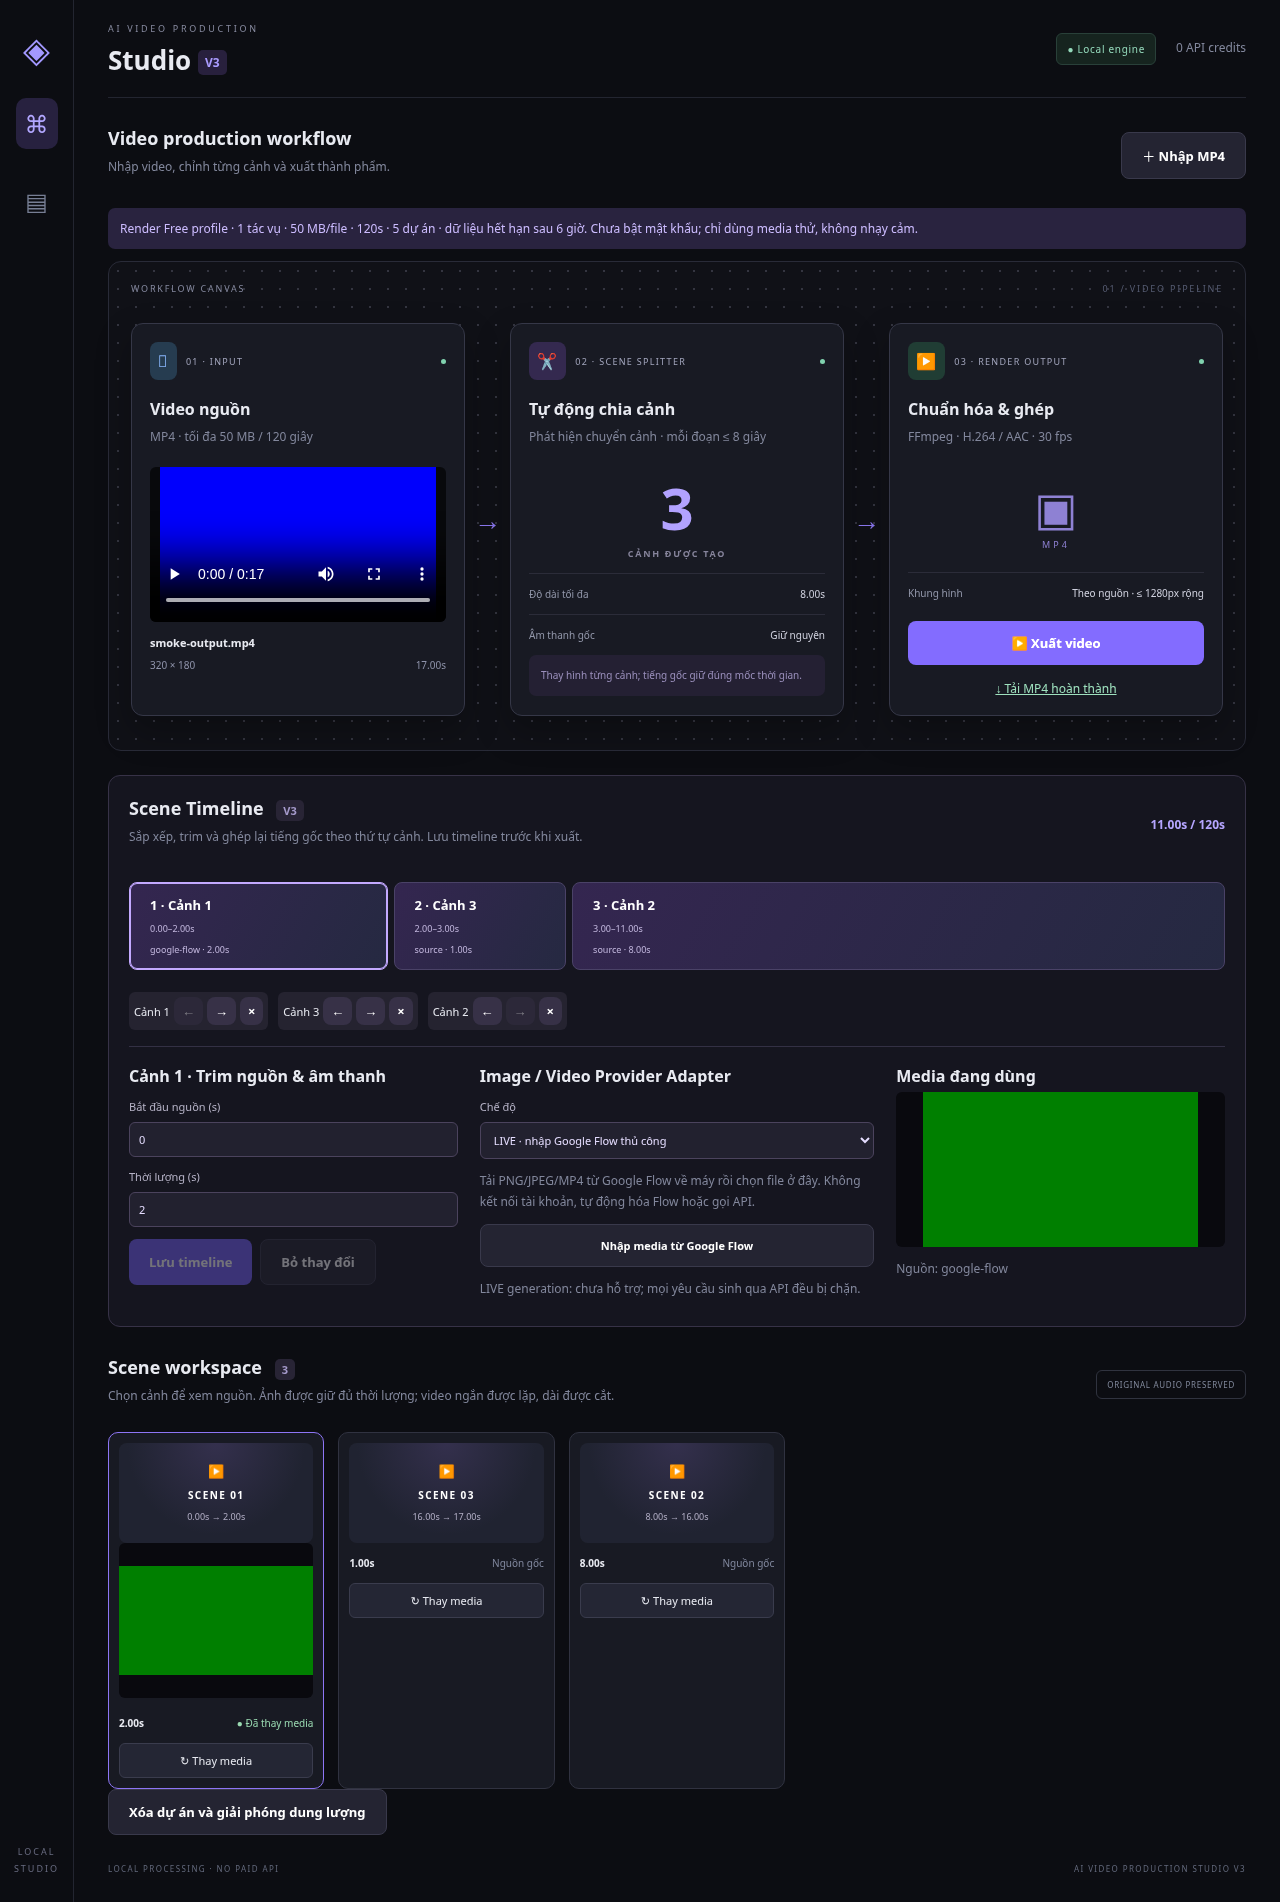 AI VIDEO PRODUCTION
Studio V3
● Local engine
0 API credits
Video production workflow
Nhập video, chỉnh từng cảnh và xuất thành phẩm.
＋ Nhập MP4
Render Free profile · 1 tác vụ · 50 MB/file · 120s · 5 dự án · dữ liệu hết hạn sau 6 giờ. Chưa bật mật khẩu; chỉ dùng media thử, không nhạy cảm.
WORKFLOW CANVAS
01 / VIDEO PIPELINE
01 · INPUT
Video nguồn
MP4 · tối đa 50 MB / 120 giây
0:00 / 0:17
smoke-output.mp4
320 × 180
17.00s
→
02 · SCENE SPLITTER
Tự động chia cảnh
Phát hiện chuyển cảnh · mỗi đoạn ≤ 8 giây
3
CẢNH ĐƯỢC TẠO
Độ dài tối đa
8.00s
Âm thanh gốc
Giữ nguyên
Thay hình từng cảnh; tiếng gốc giữ đúng mốc thời gian.
→
03 · RENDER OUTPUT
Chuẩn hóa & ghép
FFmpeg · H.264 / AAC · 30 fps
MP4
Khung hình
Theo nguồn · ≤ 1280px rộng
▶️ Xuất video
↓ Tải MP4 hoàn thành
Scene Timeline V3
Sắp xếp, trim và ghép lại tiếng gốc theo thứ tự cảnh. Lưu timeline trước khi xuất.
11.00s / 120s
1 · Cảnh 1
0.00–2.00s
google-flow · 2.00s
2 · Cảnh 3
2.00–3.00s
source · 1.00s
3 · Cảnh 2
3.00–11.00s
source · 8.00s
Cảnh 1 ← → ×
Cảnh 3 ← → ×
Cảnh 2 ← → ×
Cảnh 1 · Trim nguồn & âm thanh
Bắt đầu nguồn (s)
0
Thời lượng (s)
2
Lưu timeline
Bỏ thay đổi
Image / Video Provider Adapter
Chế độ
LIVE · nhập Google Flow thủ công
Tải PNG/JPEG/MP4 từ Google Flow về máy rồi chọn file ở đây. Không
kết nối tài khoản, tự động hóa Flow hoặc gọi API.
Nhập media từ Google Flow
LIVE generation: chưa hỗ trợ; mọi yêu cầu sinh qua API đều bị chặn.
Media đang dùng
Nguồn: google-flow
Scene workspace 3
Chọn cảnh để xem nguồn. Ảnh được giữ đủ thời lượng; video ngắn được lặp, dài được cắt.
ORIGINAL AUDIO PRESERVED
SCENE 01
0.00s → 2.00s
2.00s
● Đã thay media
↻ Thay media
SCENE 03
16.00s → 17.00s
1.00s
Nguồn gốc
↻ Thay media
SCENE 02
8.00s → 16.00s
8.00s
Nguồn gốc
↻ Thay media
Xóa dự án và giải phóng dung lượng
LOCAL
STUDIO
LOCAL PROCESSING · NO PAID API
AI VIDEO PRODUCTION STUDIO V3